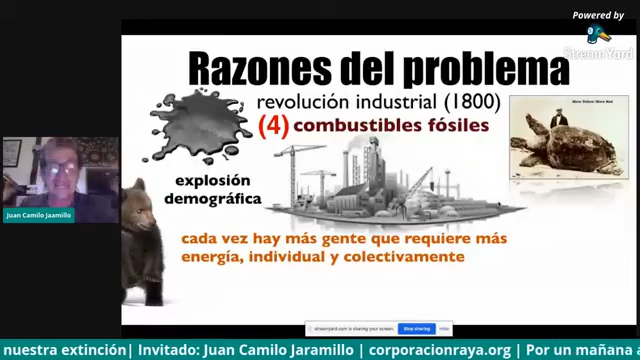 Powered by
StreamYard
Razones del problema
revolución industrial (1800)
(4) combustibles fósiles
explosión
demográfica
cada vez hay más gente que requiere más
energía, individual y colectivamente
Juan Camilo Jaamillo
streamyard.com is sharing your screen.
Stop sharing
Hide
nuestra extinción| Invitado: Juan Camilo Jaramillo | corporacionraya.org | Por un mañana